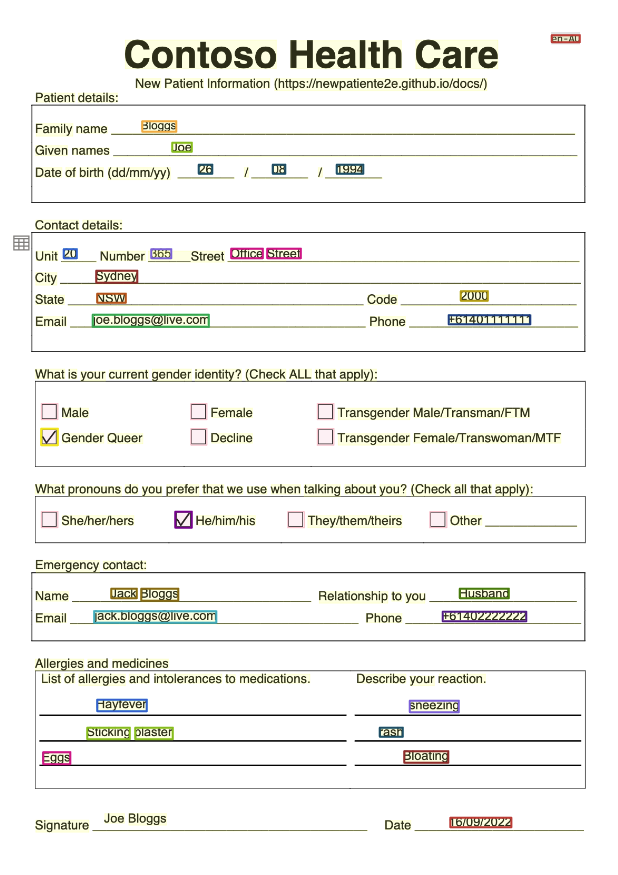 en-AU
Contoso Health Care
New Patient Information (https://newpatiente2e.github.io/docs/)
Patient details:
Family name Bloggs
Given names Joe
Date of birth (dd/mm/yy) 26 / 08 / 1994
Contact details:
Unit 20 Number 365 Street Office Street
City Sydney
State NSW Code 2000
Email joe.bloggs@live.com Phone +61401111111
What is your current gender identity? (Check ALL that apply):
Male Female Transgender Male/Transman/FTM
Gender Queer Decline Transgender Female/Transwoman/MTF
What pronouns do you prefer that we use when talking about you? (Check all that apply):
She/her/hers He/him/his They/them/theirs Other
Emergency contact:
Name Jack Bloggs Relationship to you Husband
Email jack.bloggs@live.com Phone +61402222222
Allergies and medicines
List of allergies and intolerances to medications. Describe your reaction.
Hayfever sneezing
Sticking plaster rash
Eggs Bloating
Signature Joe Bloggs Date 16/09/2022